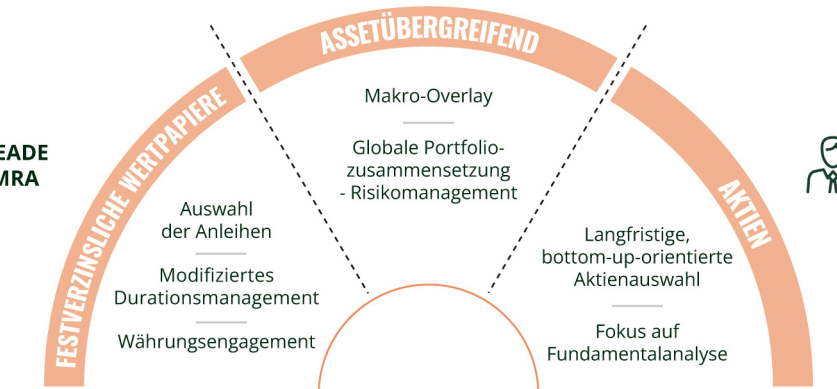 ASSETÜBERGREIFEND
Makro-Overlay
Globale Portfolio-
zusammensetzung
- Risikomanagement
EADE
MRA
FESTVERZINSLICHE WERTPAPIERE
Auswahl
der Anleihen
Modifiziertes
Durationsmanagement
Währungsengagement
AKTIEN
Langfristige,
bottom-up-orientierte
Aktienauswahl
Fokus auf
Fundamentalanalyse